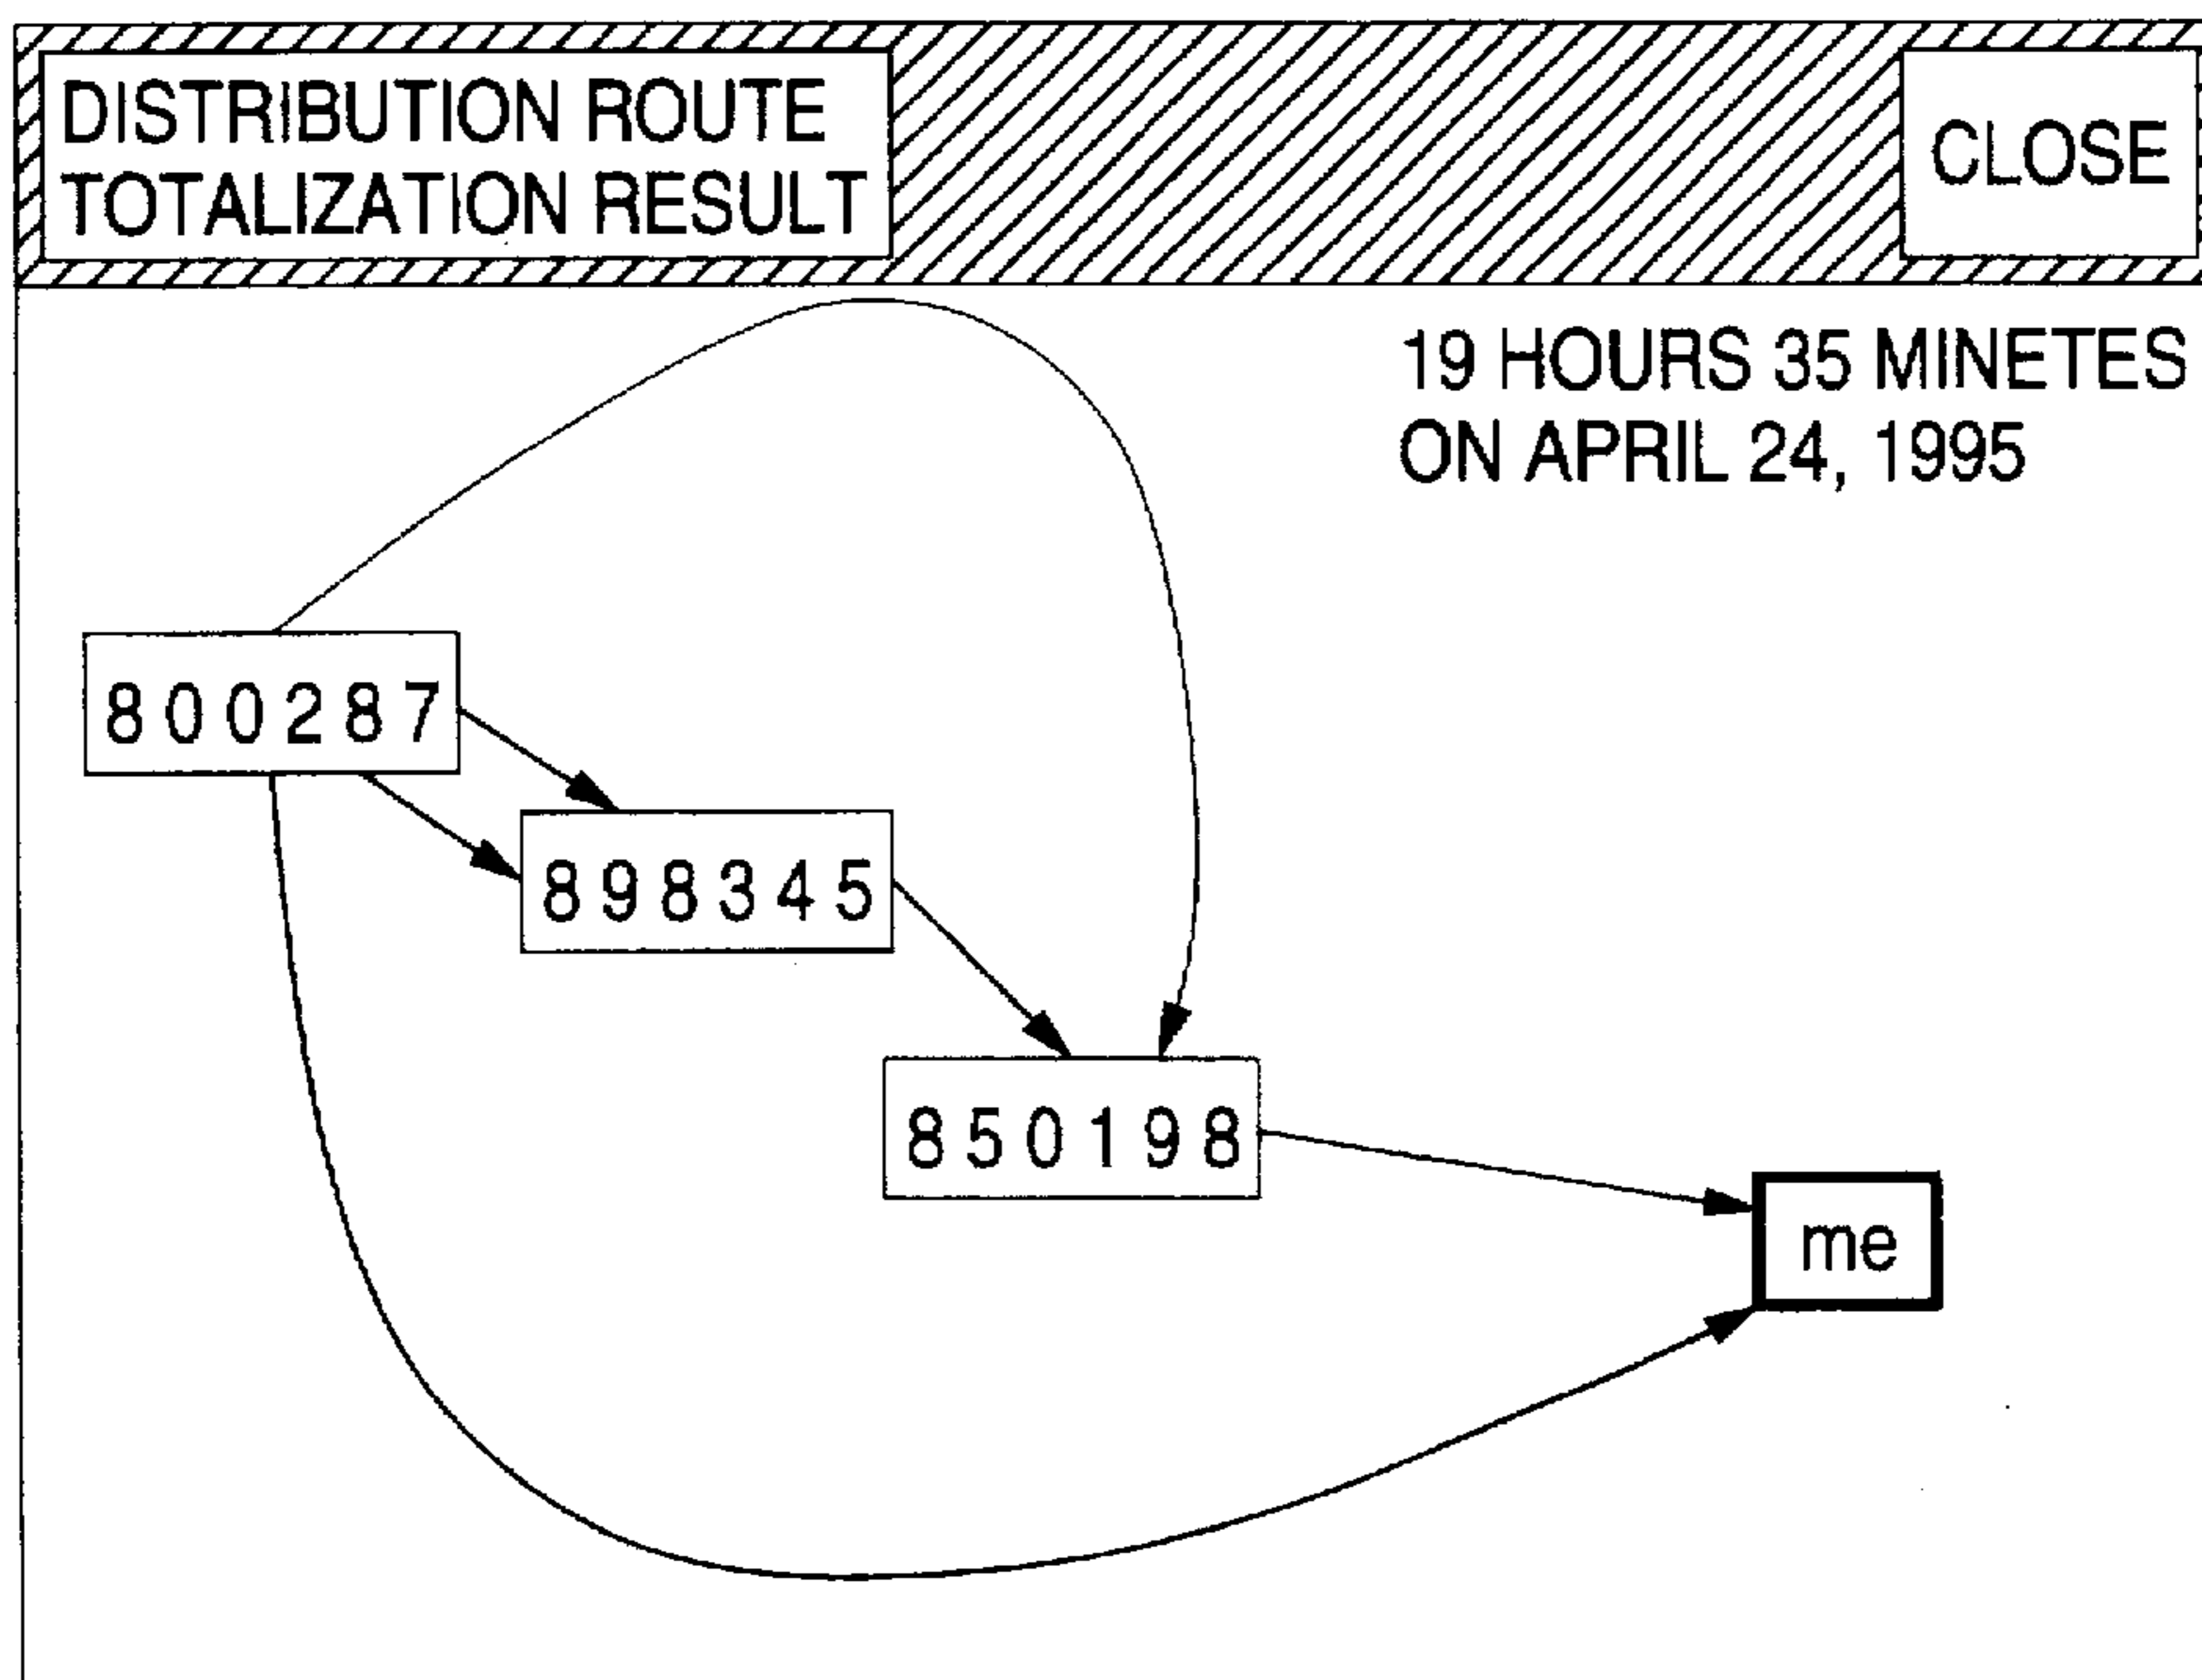 DISTRIBUTION ROUTE
TOTALIZATION RESULT
CLOSE
19 HOURS 35 MINETES
ON APRIL 24, 1995
800287
898345
850198
me